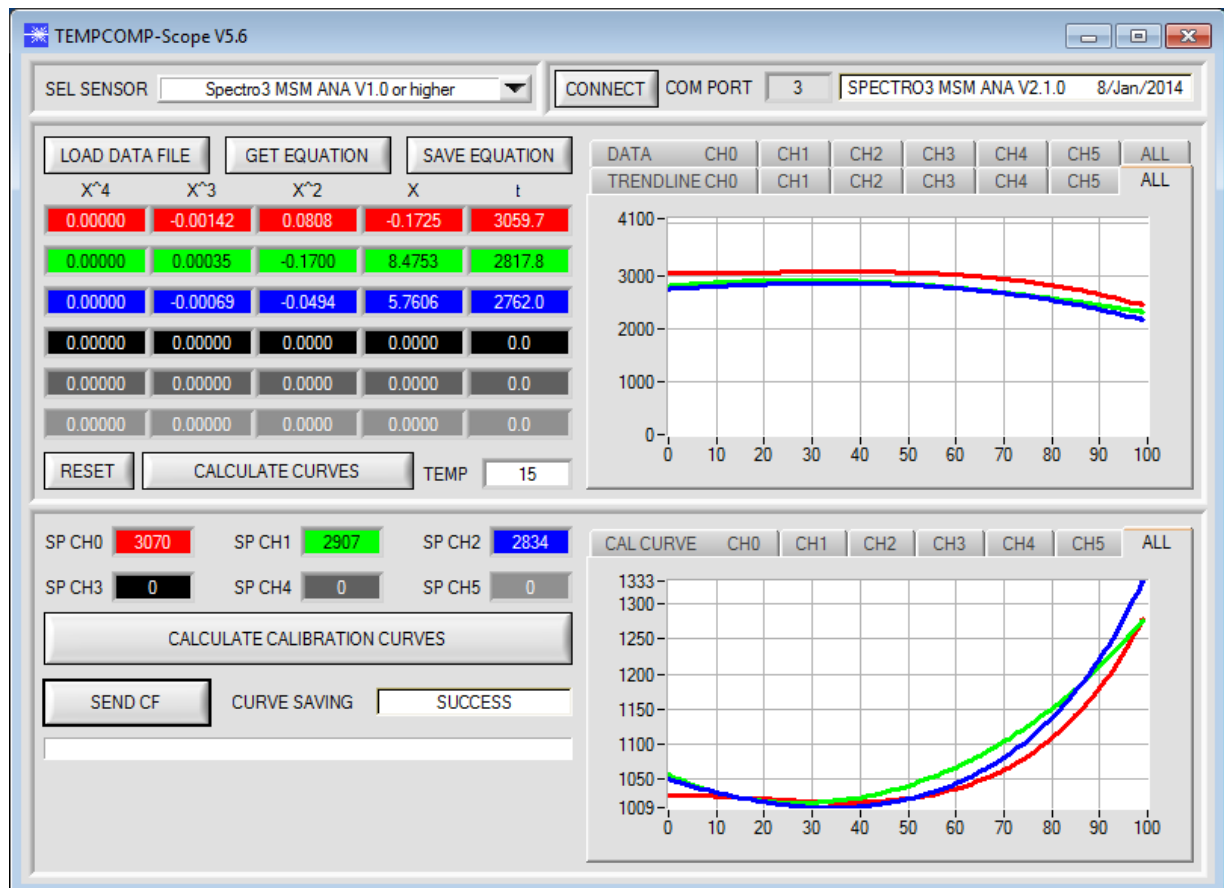 TEMPCOMP-Scope V5.6
SEL SENSOR Spectro3 MSM ANA V1.0 or higher CONNECT COM PORT 3 SPECTRO3 MSM ANA V2.1.0 8/Jan/2014
LOAD DATA FILE GET EQUATION SAVE EQUATION
X^4 X^3 X^2 X t
0.00000 -0.00142 0.0808 -0.1725 3059.7
0.00000 0.00035 -0.1700 8.4753 2817.8
0.00000 -0.00069 -0.0494 5.7606 2762.0
0.00000 0.00000 0.0000 0.0000 0.0
0.00000 0.00000 0.0000 0.0000 0.0
0.00000 0.00000 0.0000 0.0000 0.0
RESET CALCULATE CURVES TEMP 15
DATA CH0 CH1 CH2 CH3 CH4 CH5 ALL
TRENDLINE CH0 CH1 CH2 CH3 CH4 CH5 ALL
4100
3000
2000
1000
0
0 10 20 30 40 50 60 70 80 90 100
SP CH0 3070 SP CH1 2907 SP CH2 2834
SP CH3 0 SP CH4 0 SP CH5 0
CALCULATE CALIBRATION CURVES
SEND CF CURVE SAVING SUCCESS
CAL CURVE CH0 CH1 CH2 CH3 CH4 CH5 ALL
1333
1300
1250
1200
1150
1100
1050
1009
0 10 20 30 40 50 60 70 80 90 100